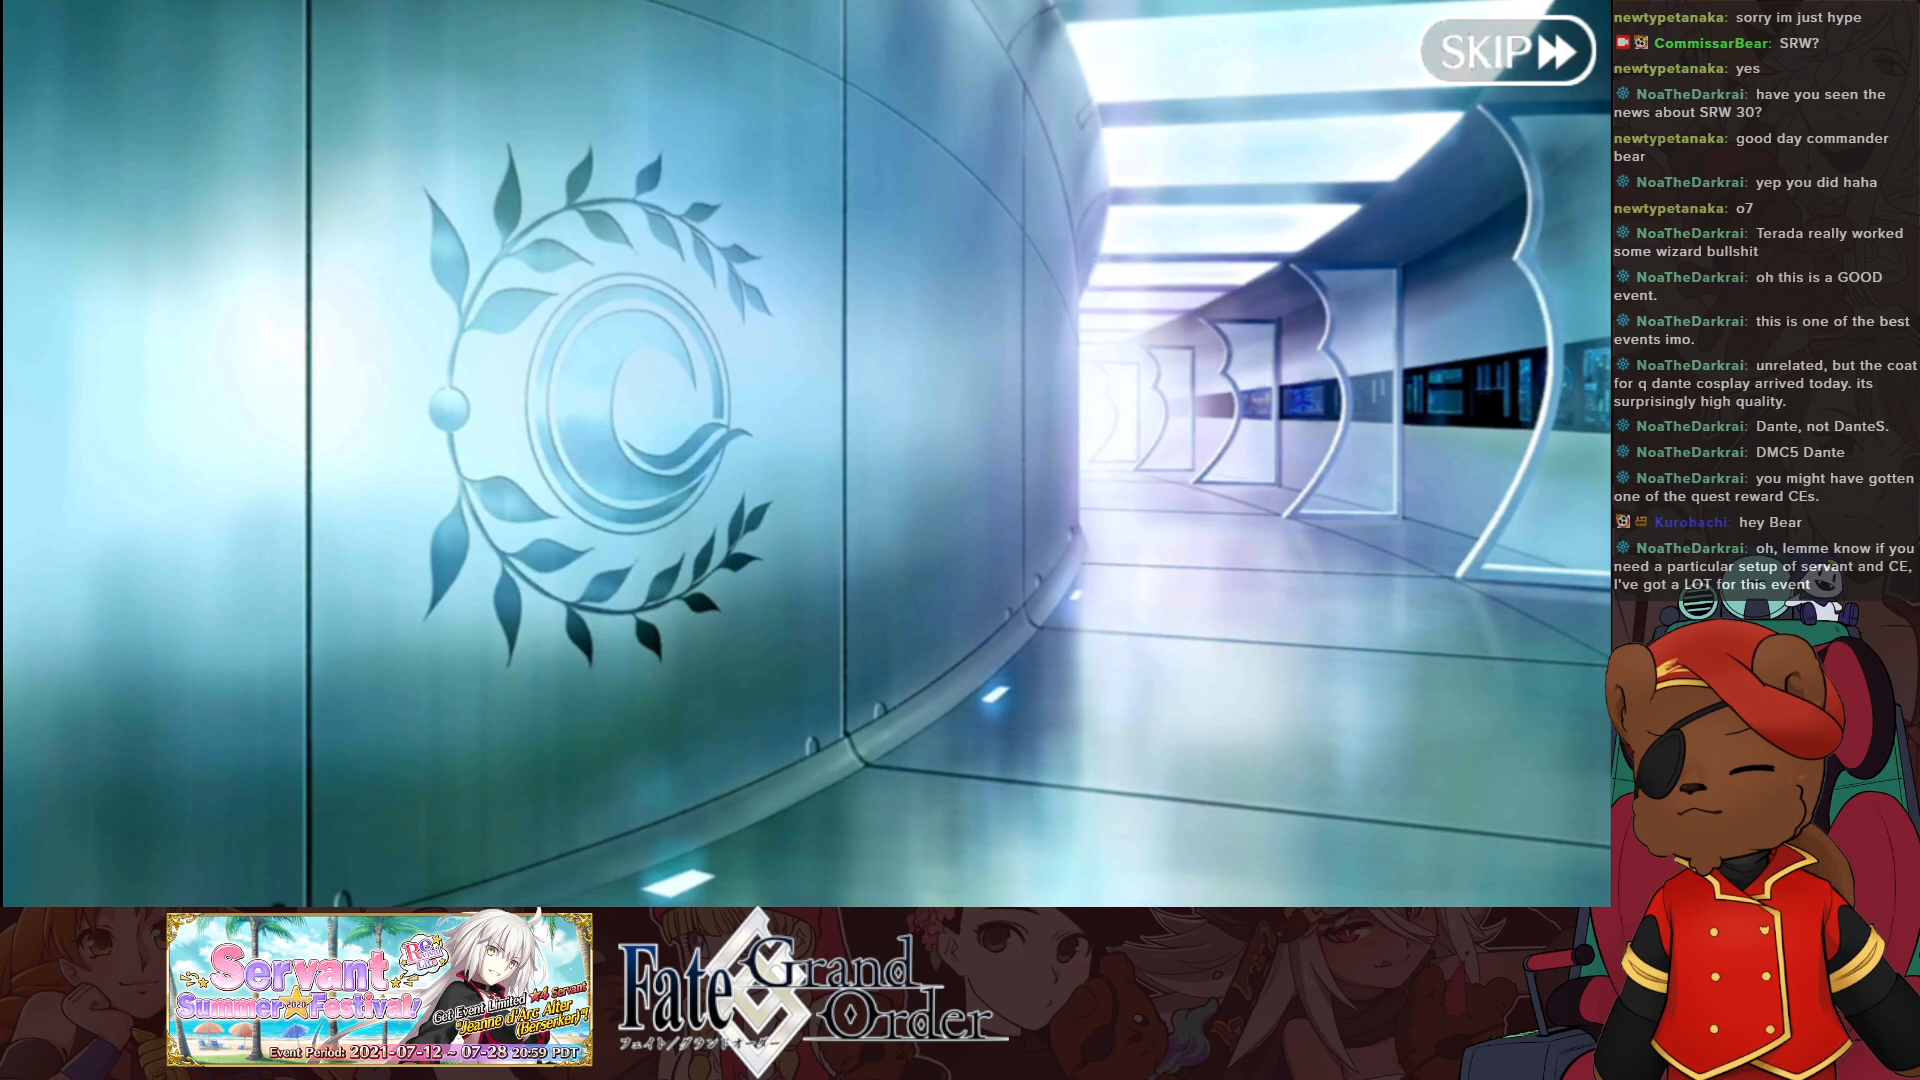 SKIP
newtypetanaka: sorry im just hype
CommissarBear: SRW?
newtypetanaka: yes
NoaTheDarkrai: have you seen the
news about SRW 30?
newtypetanaka: good day commander
bear
NoaTheDarkrai: yep you did haha
newtypetanaka: o7
NoaTheDarkrai: Terada really worked
some wizard bullshit
NoaTheDarkrai: oh this is a GOOD
event.
NoaTheDarkrai: this is one of the best
events imo.
NoaTheDarkrai: unrelated, but the coat
for q dante cosplay arrived today. its
surprisingly high quality.
NoaTheDarkrai: Dante, not DanteS.
NoaTheDarkrai: DMC5 Dante
NoaTheDarkrai: you might have gotten
one of the quest reward CEs.
Kurobachi: hey Bear
NoaTheDarkrai: oh, lemme know if you
need a particular setup of servant and CE,
I've got a LOT for this event
Servant
Summer 2020 Festival!
Get Event Limited ★4 Servant
"Jeanne d'Arc Alter
(Berserker)"!
Event Period: 2021-07-12 ~ 07-28 20:59 PDT
Fate
Grand
Order
フェイト/グランドオーダー